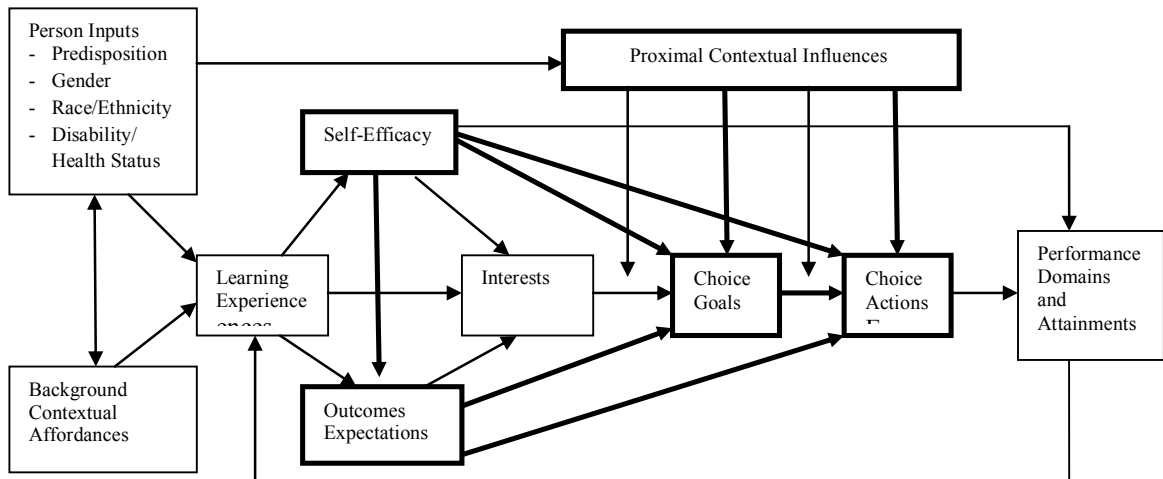 Person Inputs
- Predisposition
- Gender
- Race/Ethnicity
- Disability/
Health Status
Proximal Contextual Influences
Self-Efficacy
Learning
Experience
Interests
Choice
Goals
Choice
Actions
Performance
Domains
and
Attainments
Background
Contextual
Affordances
Outcomes
Expectations